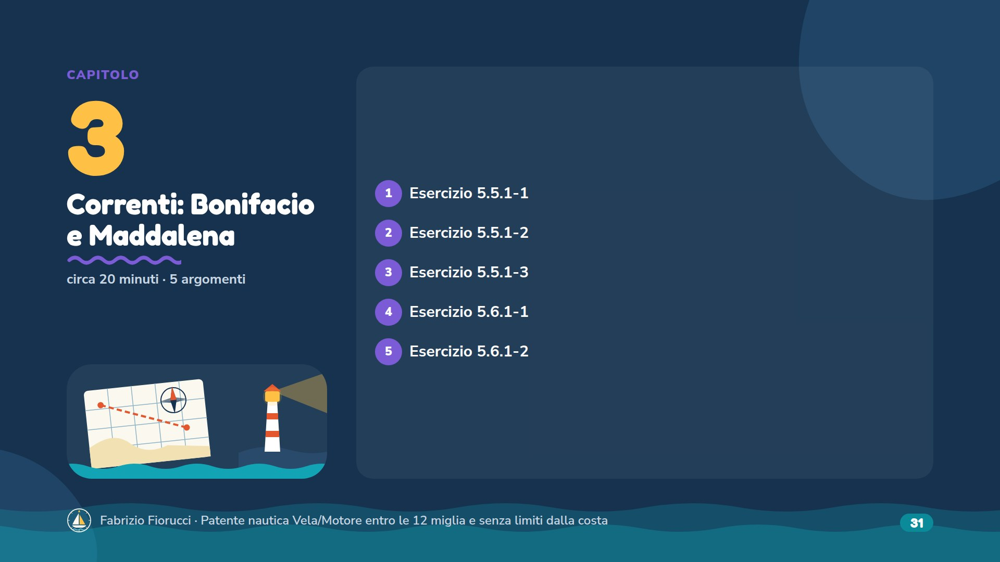 CAPITOLO
3
Correnti: Bonifacio
e Maddalena
circa 20 minuti · 5 argomenti
1 Esercizio 5.5.1-1
2 Esercizio 5.5.1-2
3 Esercizio 5.5.1-3
4 Esercizio 5.6.1-1
5 Esercizio 5.6.1-2
Fabrizio Fiorucci · Patente nautica Vela/Motore entro le 12 miglia e senza limiti dalla costa
31